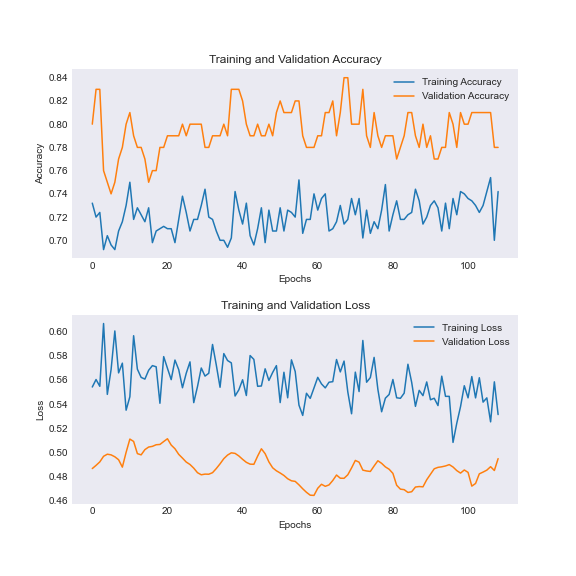 Training and Validation Accuracy
0.84
0.82
0.80
0.78
0.76
0.74
0.72
0.70
Accuracy
Training Accuracy
Validation Accuracy
0 20 40 60 80 100
Epochs
Training and Validation Loss
0.60
0.58
0.56
0.54
0.52
0.50
0.48
0.46
Loss
Training Loss
Validation Loss
0 20 40 60 80 100
Epochs